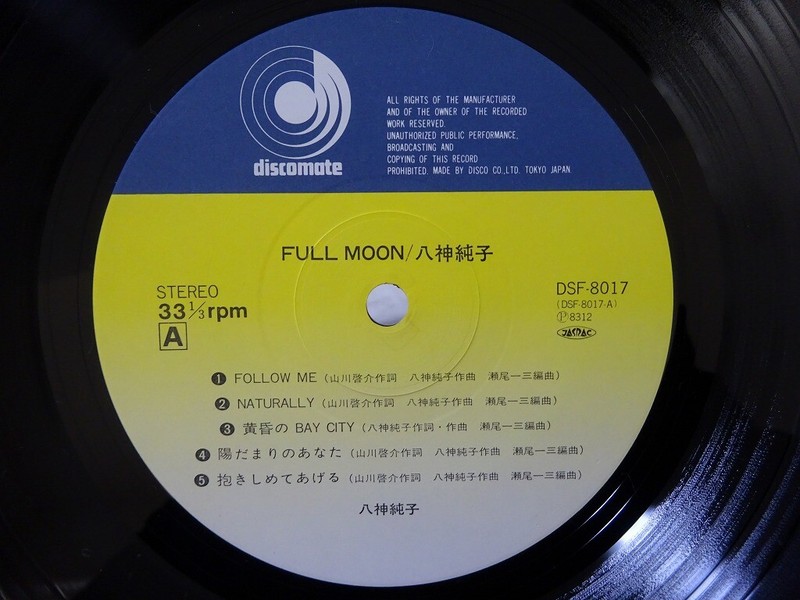 discomate
ALL RIGHTS OF THE MANUFACTURER
AND OF THE OWNER OF THE RECORDED
WORK RESERVED.
UNAUTHORIZED PUBLIC PERFORMANCE,
BROADCASTING AND
COPYING OF THIS RECORD
PROHIBITED. MADE BY DISCO CO.,LTD. TOKYO JAPAN
FULL MOON/八神純子
STEREO
33 1/3 rpm
A
DSF-8017
(DSF-8017-A)
Ⓟ8312
JASRAC
❶ FOLLOW ME (山川啓介作詞 八神純子作曲 瀬尾一三編曲)
❷ NATURALLY (山川啓介作詞 八神純子作曲 瀬尾一三編曲)
❸ 黄昏の BAY CITY (八神純子作詞・作曲 瀬尾一三編曲)
❹ 陽だまりのあなた (山川啓介作詞 八神純子作曲 瀬尾一三編曲)
❺ 抱きしめてあげる (山川啓介作詞 八神純子作曲 瀬尾一三編曲)
八神純子